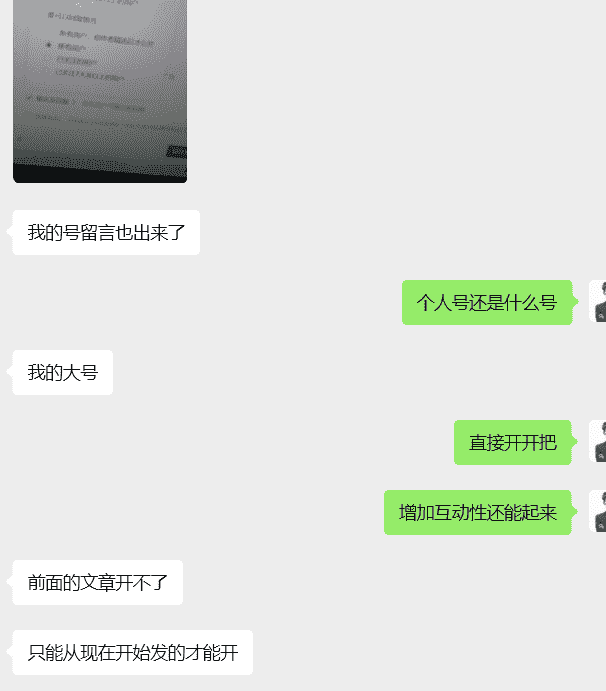 我的号留言也出来了
个人号还是什么号
我的大号
直接开开把
增加互动性还能起来
前面的文章开不了
只能从现在开始发的才能开